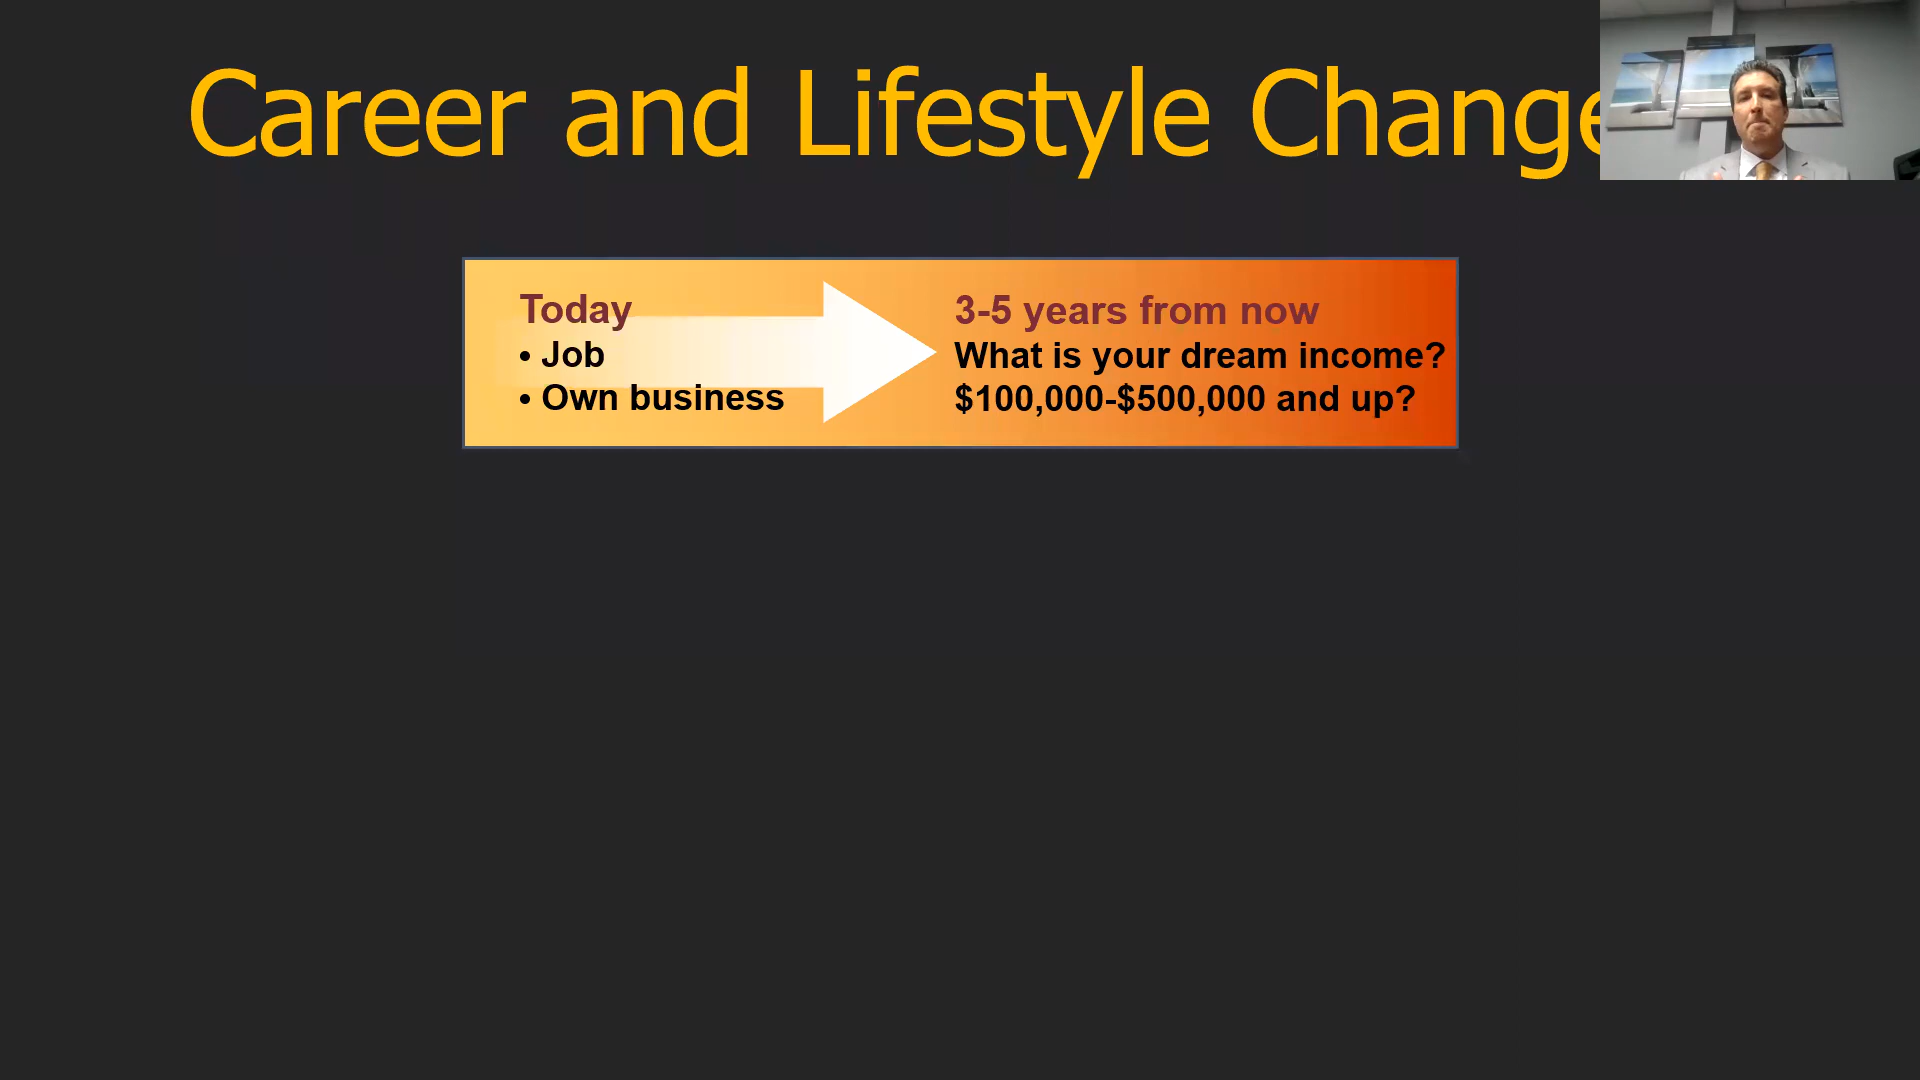 Career and Lifestyle Change
Today
• Job
• Own business
3-5 years from now
What is your dream income?
$100,000-$500,000 and up?